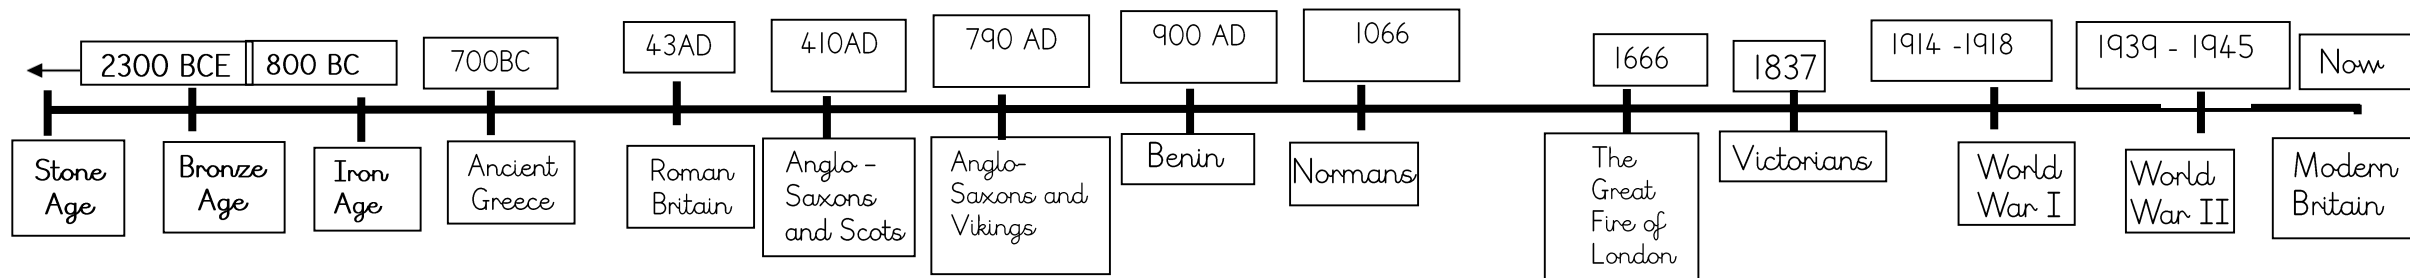 2300 BCE
800 BC
700BC
43AD
410AD
790 AD
900 AD
1066
1666
1837
1914 -1918
1939 - 1945
Now
Stone
Age
Bronze
Age
Iron
Age
Ancient
Greece
Roman
Britain
Anglo -
Saxons
and Scots
Anglo-
Saxons and
Vikings
Benin
Normans
The
Great
Fire of
London
Victorians
World
War I
World
War II
Modern
Britain